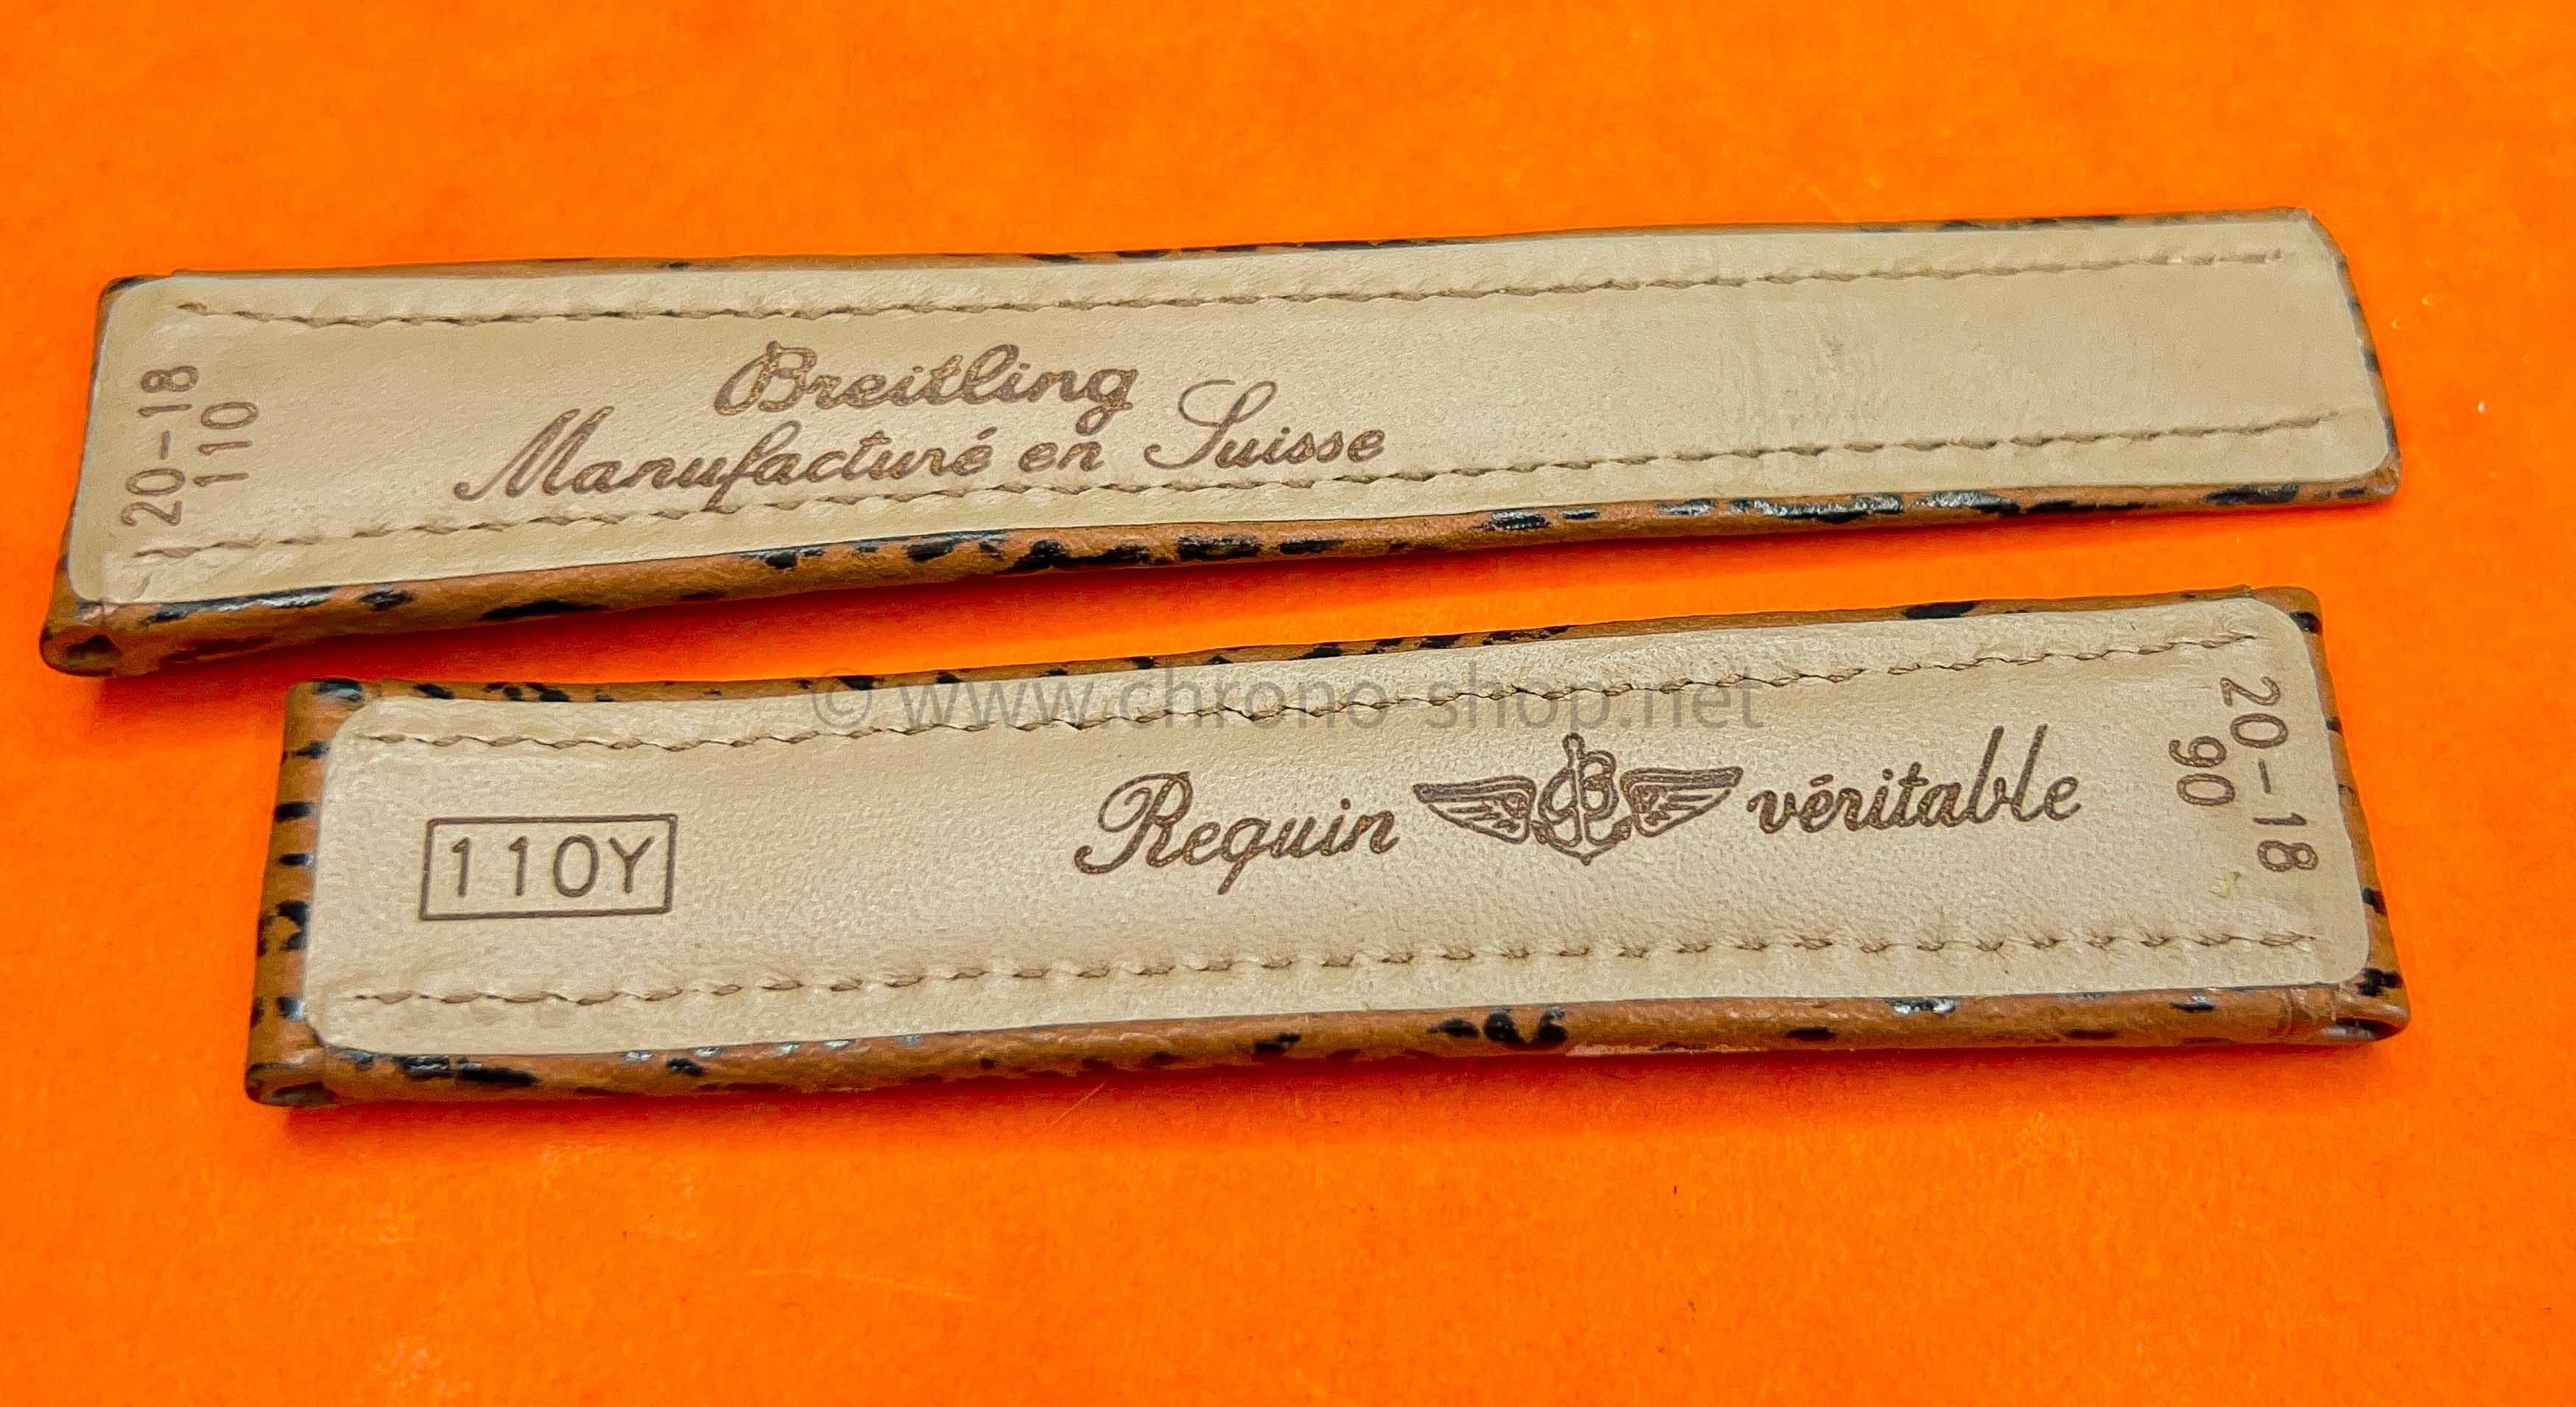 20-18
110
Breitling
Manufacturé en Suisse
© www.chrono-shop.net
110Y
Requin B véritable
20-18
90